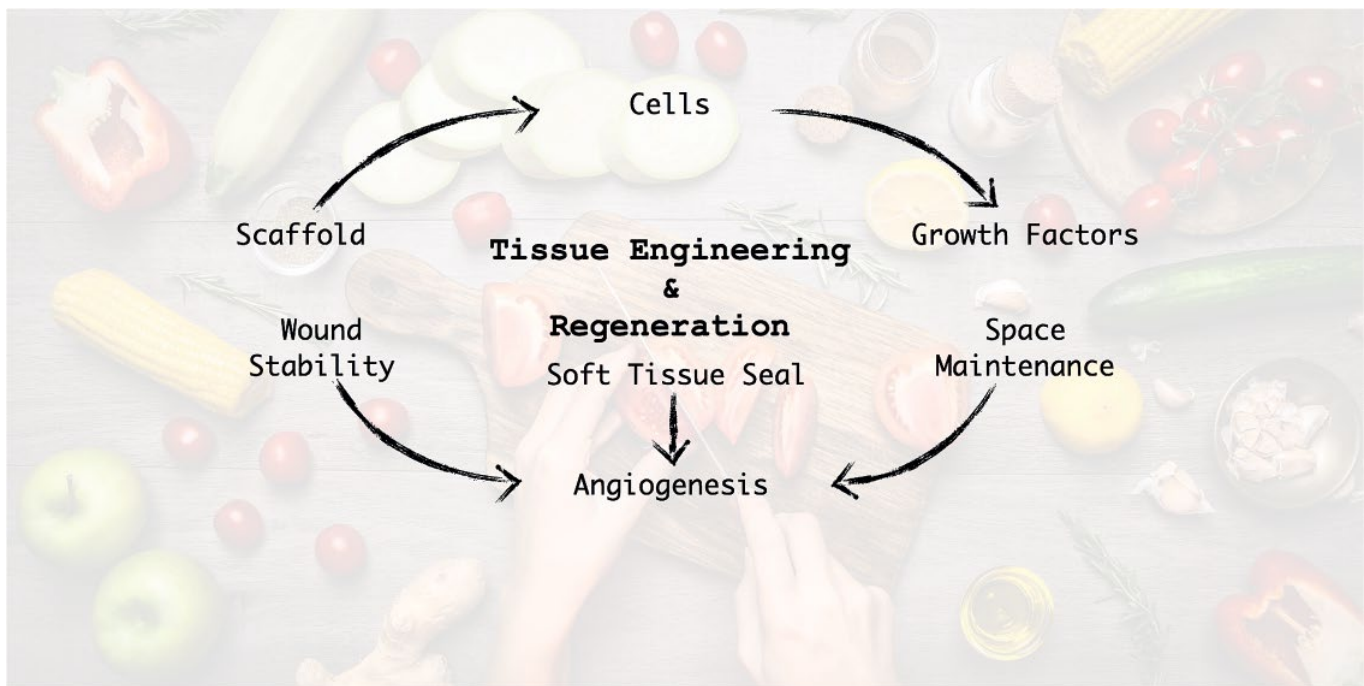 Cells
Scaffold
Growth Factors
Tissue Engineering
&
Regeneration
Wound
Stability
Soft Tissue Seal
Space
Maintenance
Angiogenesis